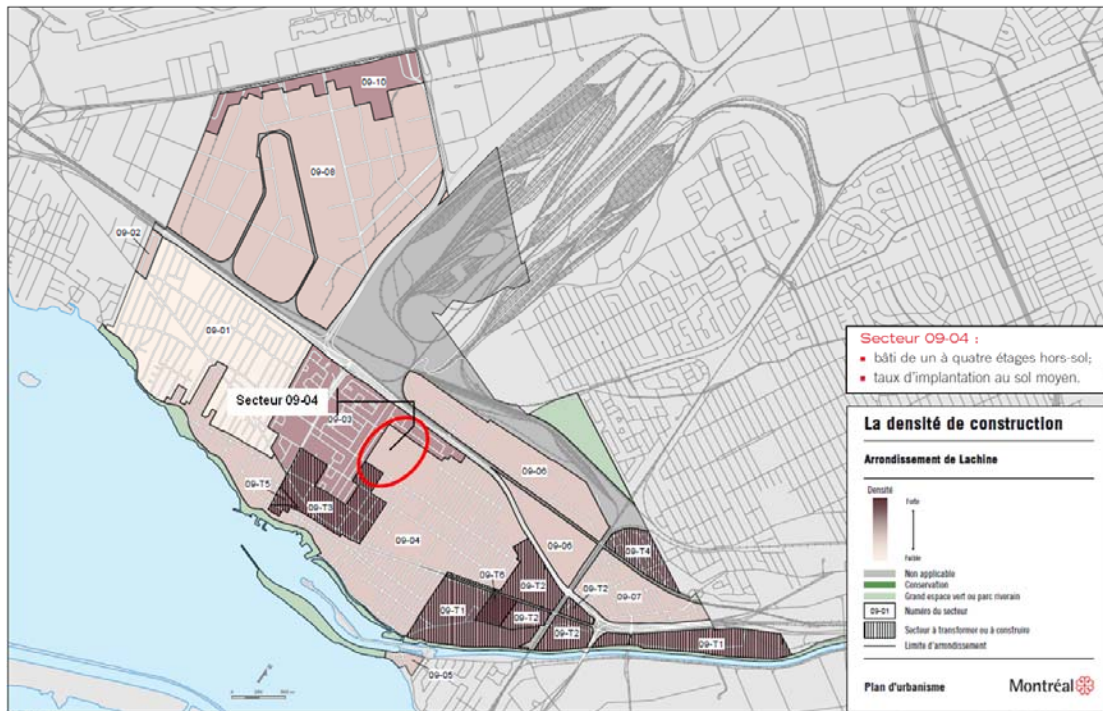 09-10
09-08
09-02
09-01
Secteur 09-04
09-03
09-06
09-T5
09-T3
09-04
09-06
09-T4
09-T6
09-T2
09-T2
09-07
09-T1
09-T2
09-T2
09-T1
09-05
Secteur 09-04 :
▪ bâti de un à quatre étages hors-sol;
▪ taux d'implantation au sol moyen.
La densité de construction
Arrondissement de Lachine
Densité
Forte
Faible
Non applicable
Conservation
Grand espace vert ou parc riverain
09-01 Numéro du secteur
Secteur à transformer ou à construire
Limite d'arrondissement
Plan d'urbanisme
Montréal